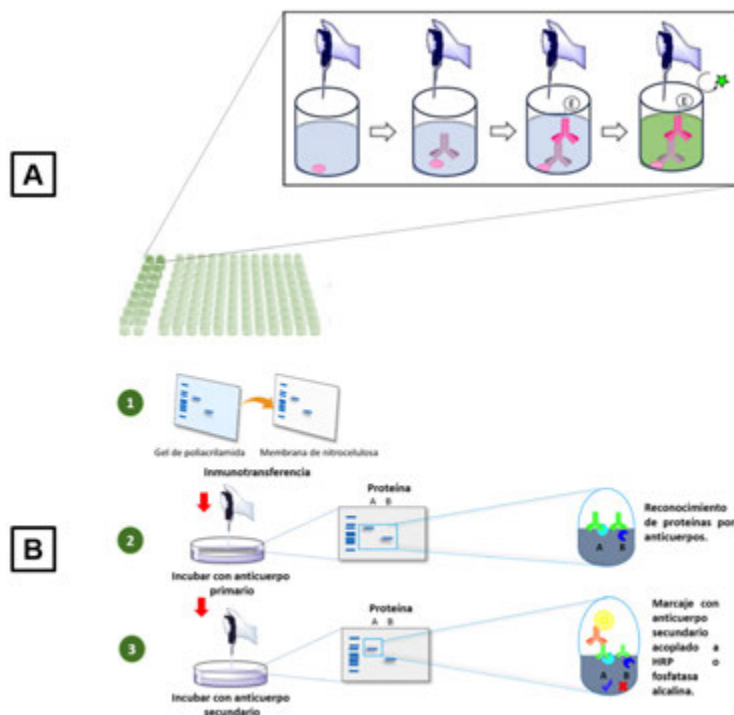 A
E
E
1
Gel de poliacrilamida
Membrana de nitrocelulosa
Inmunotransferencia
B
2
Incubar con anticuerpo
primario
Proteína
A B
A B
Reconocimiento
de proteínas por
anticuerpos.
3
Incubar con anticuerpo
secundario
Proteína
A B
A B
Marcaje con
anticuerpo
secundario
acoplado a
HRP o
fosfatasa
alcalina.